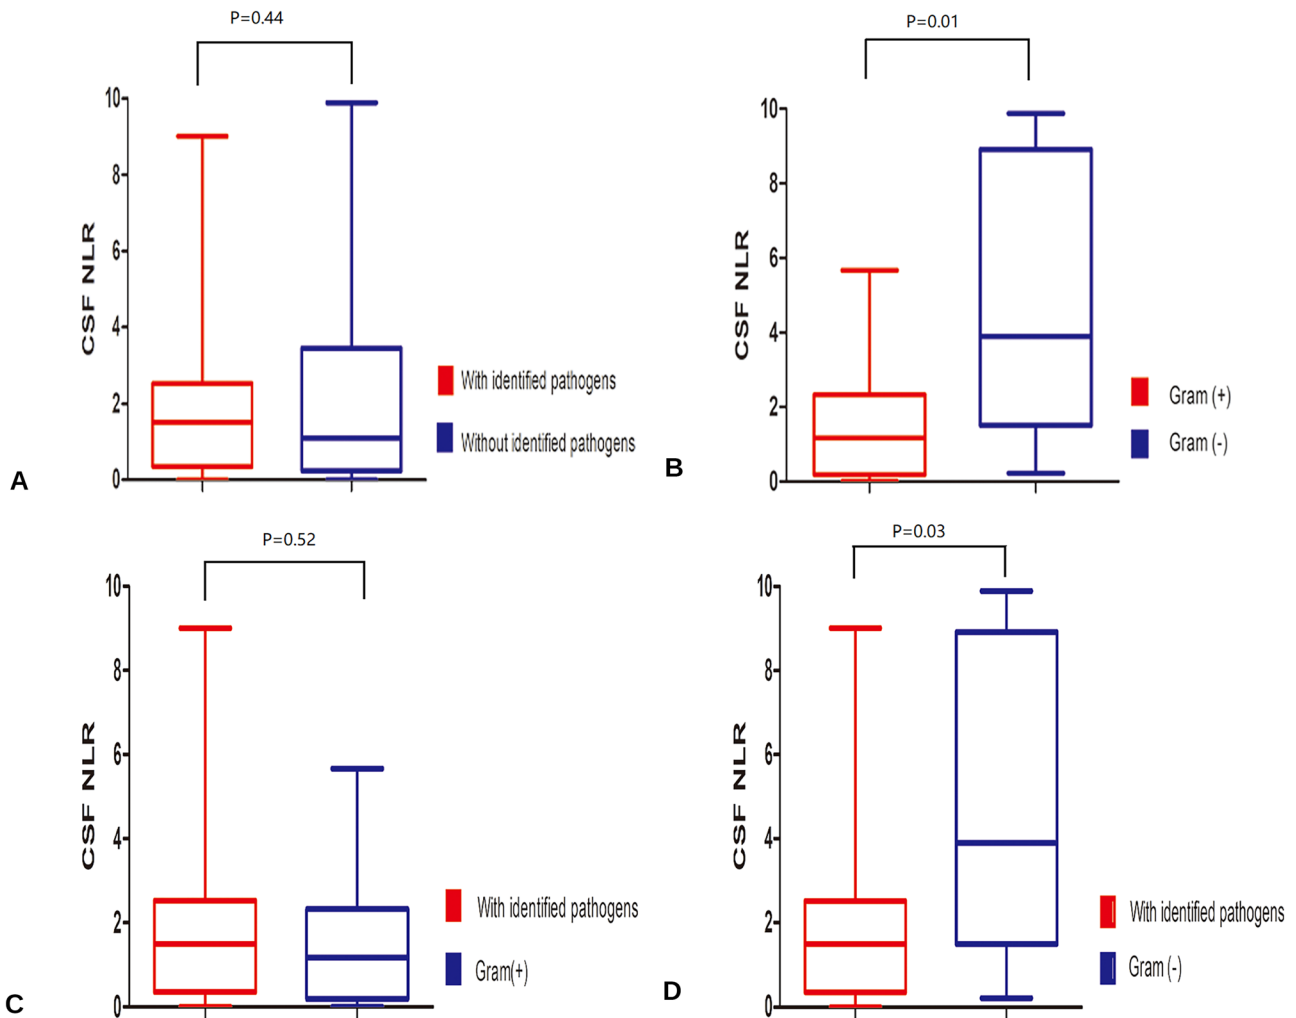 P=0.44
10
8
6
4
2
0
CSF NLR
With identified pathogens
Without identified pathogens
A
P=0.01
10
8
6
4
2
0
CSF NLR
Gram (+)
Gram (-)
B
P=0.52
10
8
6
4
2
0
CSF NLR
With identified pathogens
Gram(+)
C
P=0.03
10
8
6
4
2
0
CSF NLR
With identified pathogens
Gram (-)
D